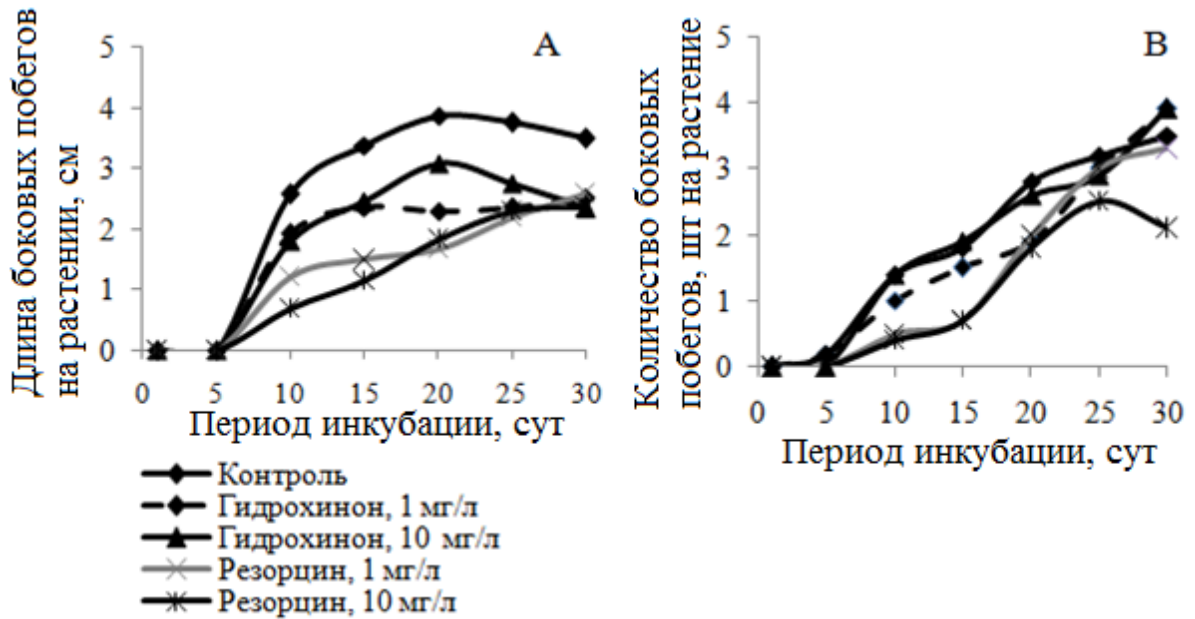 Длина боковых побегов
на растении, см
5
4
3
2
1
0
A
0 5 10 15 20 25 30
Период инкубации, сут
Количество боковых
побегов, шт на растение
5
4
3
2
1
0
B
0 5 10 15 20 25 30
Период инкубации, сут
Контроль
Гидрохинон, 1 мг/л
Гидрохинон, 10 мг/л
Резорцин, 1 мг/л
Резорцин, 10 мг/л